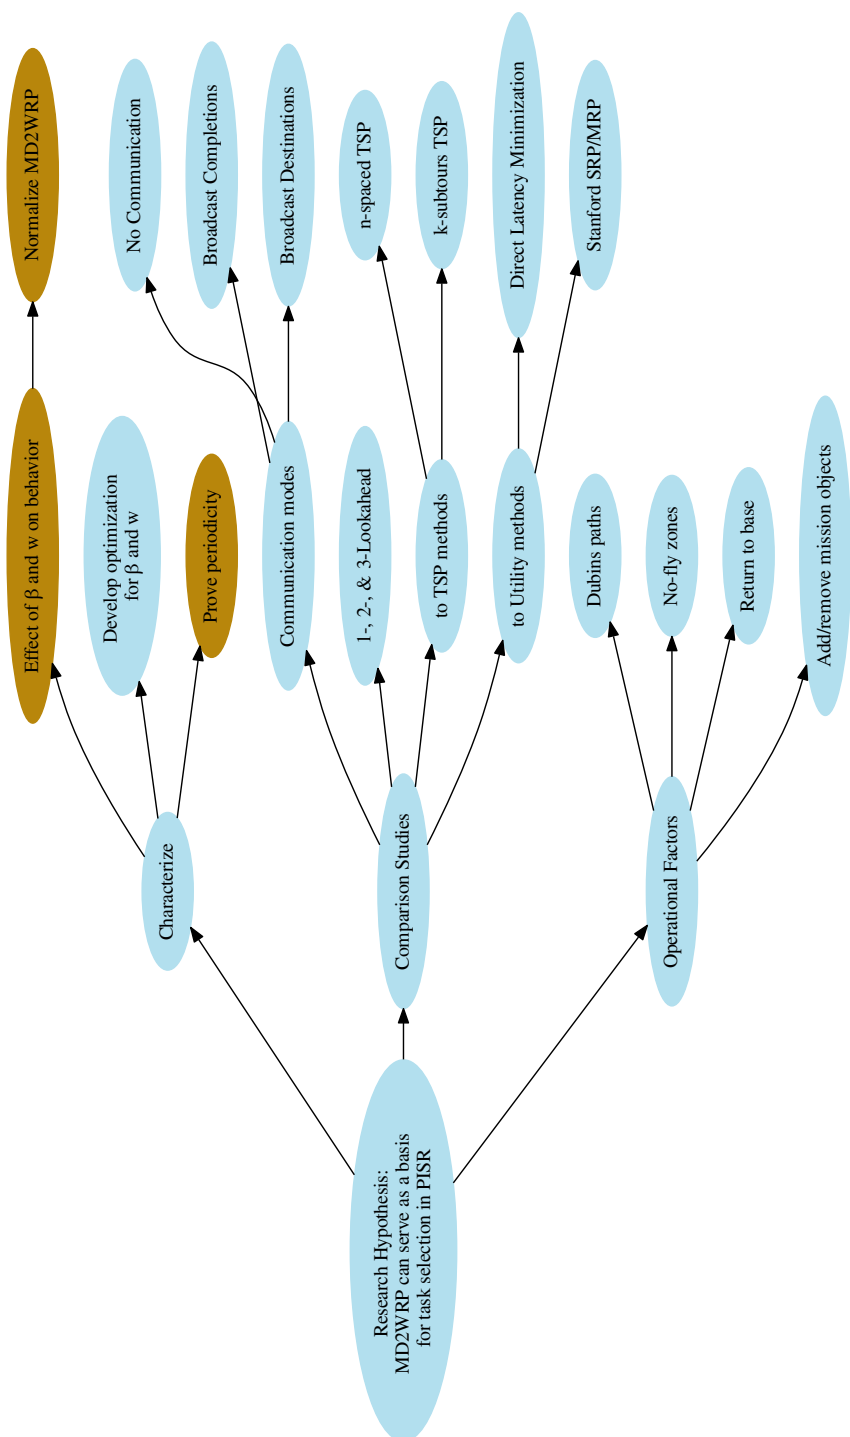 Research Hypothesis:
MD2WRP can serve as a basis
for task selection in PISR
Characterize
Comparison Studies
Operational Factors
Effect of β and w on behavior
Develop optimization
for β and w
Prove periodicity
Communication modes
1-, 2-, & 3-Lookahead
to TSP methods
to Utility methods
Dubins paths
No-fly zones
Return to base
Add/remove mission objects
Normalize MD2WRP
No Communication
Broadcast Completions
Broadcast Destinations
n-spaced TSP
k-subtours TSP
Direct Latency Minimization
Stanford SRP/MRP